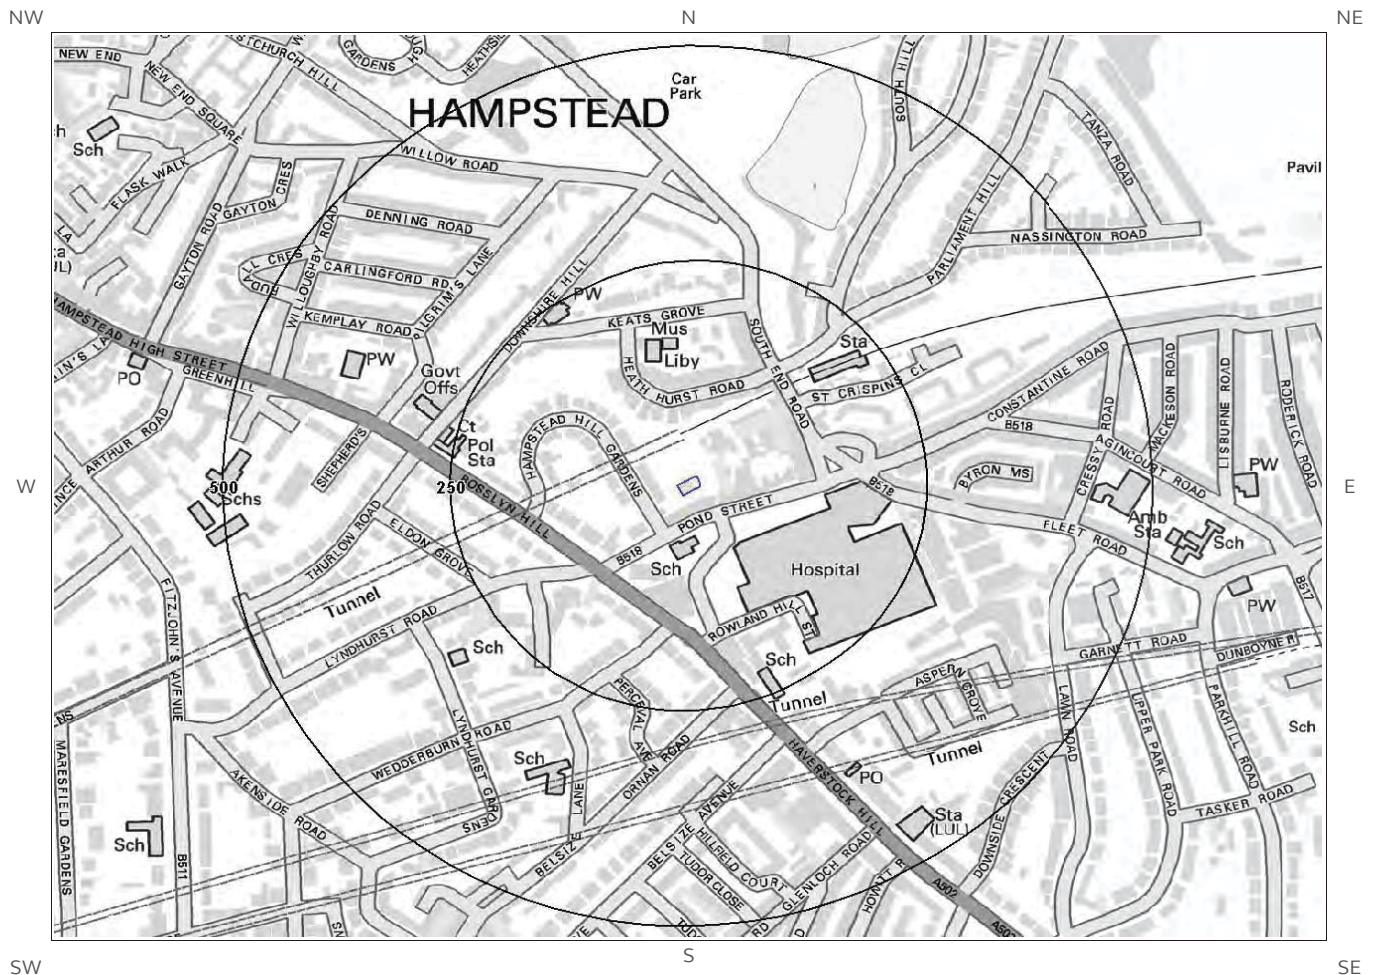 NW
N
NE
NEW END
NEW END SQUARE
GARDENS
Car
Park
HAMPSTEAD
SOUTH HILL
TANZA ROAD
Sch
FLASK WALK
WILLOW ROAD
GAYTON CRES
GAYTON ROAD
DENNING ROAD
Pavil
PARLIAMENT HILL
NASSINGTON ROAD
WILLOUGHBY ROAD
CARLINGFORD RD
PILGRIM'S LANE
DOWNSHIRE HILL
PW
KEMPLAY ROAD
KEATS GROVE
Mus
Liby
SOUTH END ROAD
Sta
HAMPSTEAD HIGH STREET
GREENHILL
PO
PW
Govt
Offs
HEATH HURST ROAD
ST CRISPINS CL
CONSTANTINE ROAD
B518
MACKESON ROAD
LISBURNE ROAD
RODERICK ROAD
ARTHUR ROAD
SHEPHERD'S
Ct
Pol
Sta
HAMPSTEAD HILL GARDENS
AGINCOURT ROAD
CRESSY ROAD
BYRON MS
PW
W
500
Schs
250
ROSSLYN HILL
POND STREET
B518
E
FLEET ROAD
Amb
Sta
Sch
ELDON GROVE
THURLOW ROAD
B518
Sch
Hospital
FITZJOHN'S AVENUE
Tunnel
LYNDHURST ROAD
ROWLAND HILL ST
PW
B517
GARNETT ROAD
DUNBOYNE R
Sch
Sch
Tunnel
ASPERN GROVE
PERCEVAL AVE
LYNDHURST GARDENS
WEDDERBURN ROAD
ORNAN ROAD
LAWN ROAD
UPPER PARK ROAD
PARKHILL ROAD
Sch
MARESFIELD GARDENS
AKENSIDE ROAD
Sch
HAVERSTOCK HILL
PO
Tunnel
DOWNSIDE CRESCENT
TASKER ROAD
Sch
B511
BELSIZE LANE
BELSIZE AVENUE
HILLFIELD COURT
TUDOR CLOSE
GLENLOCH ROAD
HOWITT R
Sta
(LUL)
A502
A502
SW
S
SE